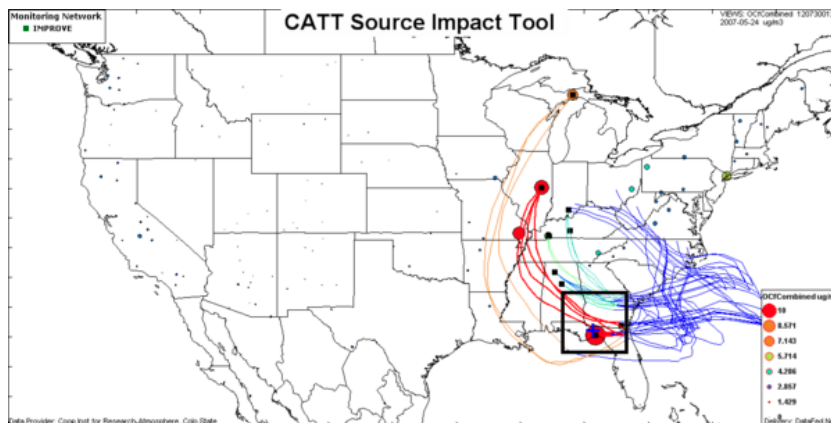 Monitoring Network
IMPROVE
CATT Source Impact Tool
VIEWS: OCfCombined 12073001
2007-05-24 ug/m3
OCfCombined ug/m
10
8.571
7.143
5.714
4.286
2.857
1.429
0
Data Provider: Coop Inst for Research-Atmosphere, Colo State
Delivery: DataFed.N